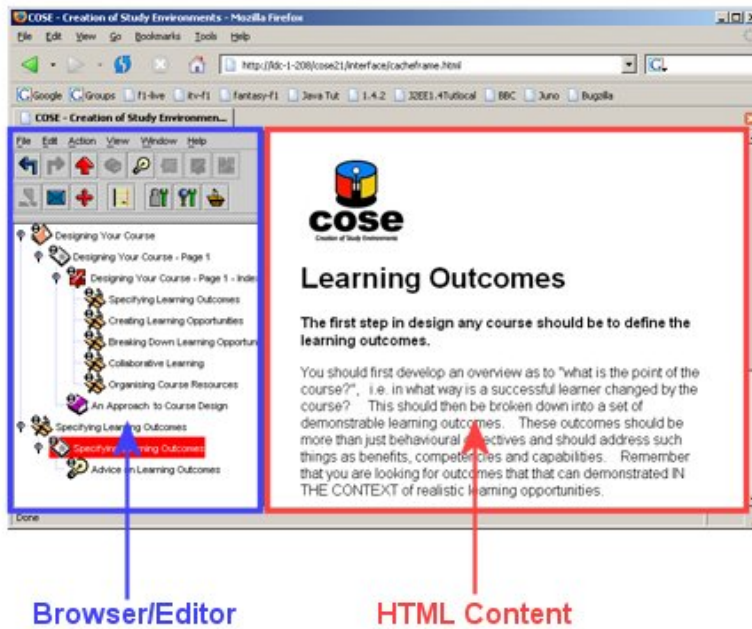 COSE - Creation of Study Environments - Mozilla Firefox
File Edit View Go Bookmarks Tools Help
http://ldc-1-208/cose21/interface/cacheframe.html
Google Groups f1-live itv-f1 fantasy-f1 Java Tut 1.4.2 J2EE1.4Tutlocal BBC Juno Bugzilla
COSE - Creation of Study Environmen...
File Edit Action View Window Help
Designing Your Course
Designing Your Course - Page 1
Designing Your Course - Page 1 - Index
Specifying Learning Outcomes
Creating Learning Opportunities
Breaking Down Learning Opportun
Collaborative Learning
Organising Course Resources
An Approach to Course Design
Specifying Learning Outcomes
Specifying Learning Outcomes
Advice on Learning Outcomes
cose
Creation of Study Environments
Learning Outcomes
The first step in design any course should be to define the
learning outcomes.
You should first develop an overview as to "what is the point of the
course?", i.e. in what way is a successful learner changed by the
course? This should then be broken down into a set of
demonstrable learning outcomes. These outcomes should be
more than just behavioural objectives and should address such
things as benefits, competencies and capabilities. Remember
that you are looking for outcomes that that can demonstrated IN
THE CONTEXT of realistic learning opportunities.
Done
Browser/Editor
HTML Content